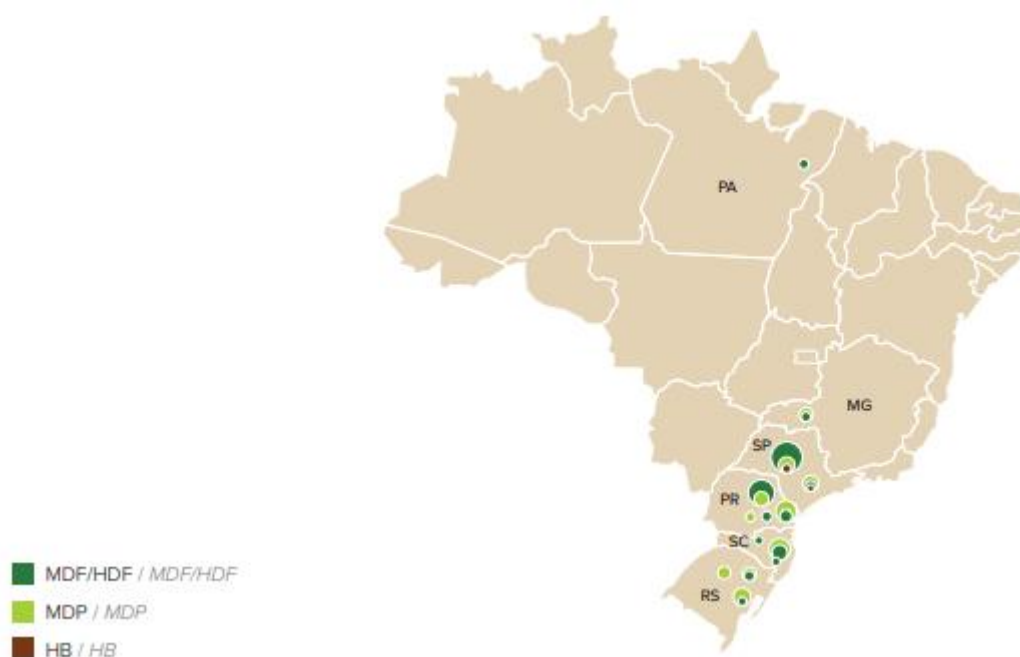 PA
MG
SP
PR
SC
RS
MDF/HDF / MDF/HDF
MDP / MDP
HB / HB